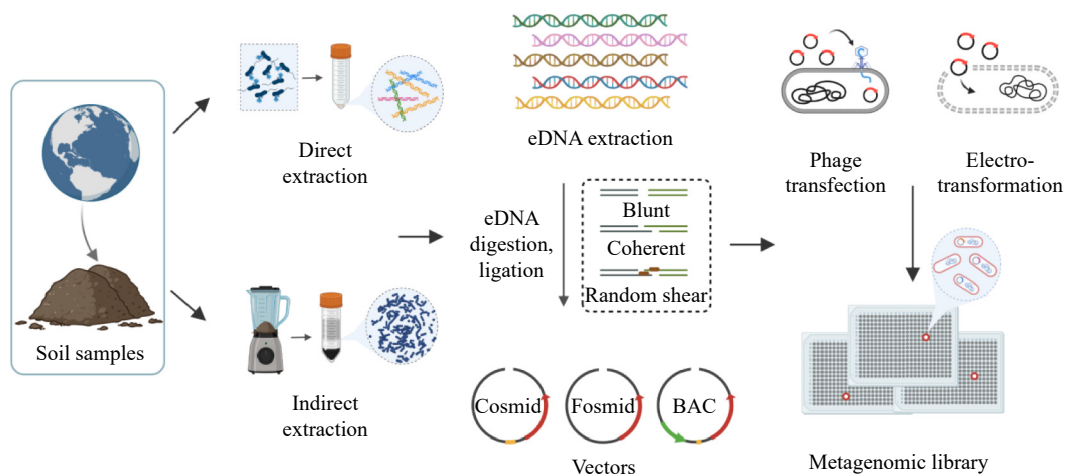 Soil samples
Direct
extraction
Indirect
extraction
eDNA extraction
eDNA
digestion,
ligation
Blunt
Coherent
Random shear
Cosmid
Fosmid
BAC
Vectors
Phage
transfection
Electro-
transformation
Metagenomic library